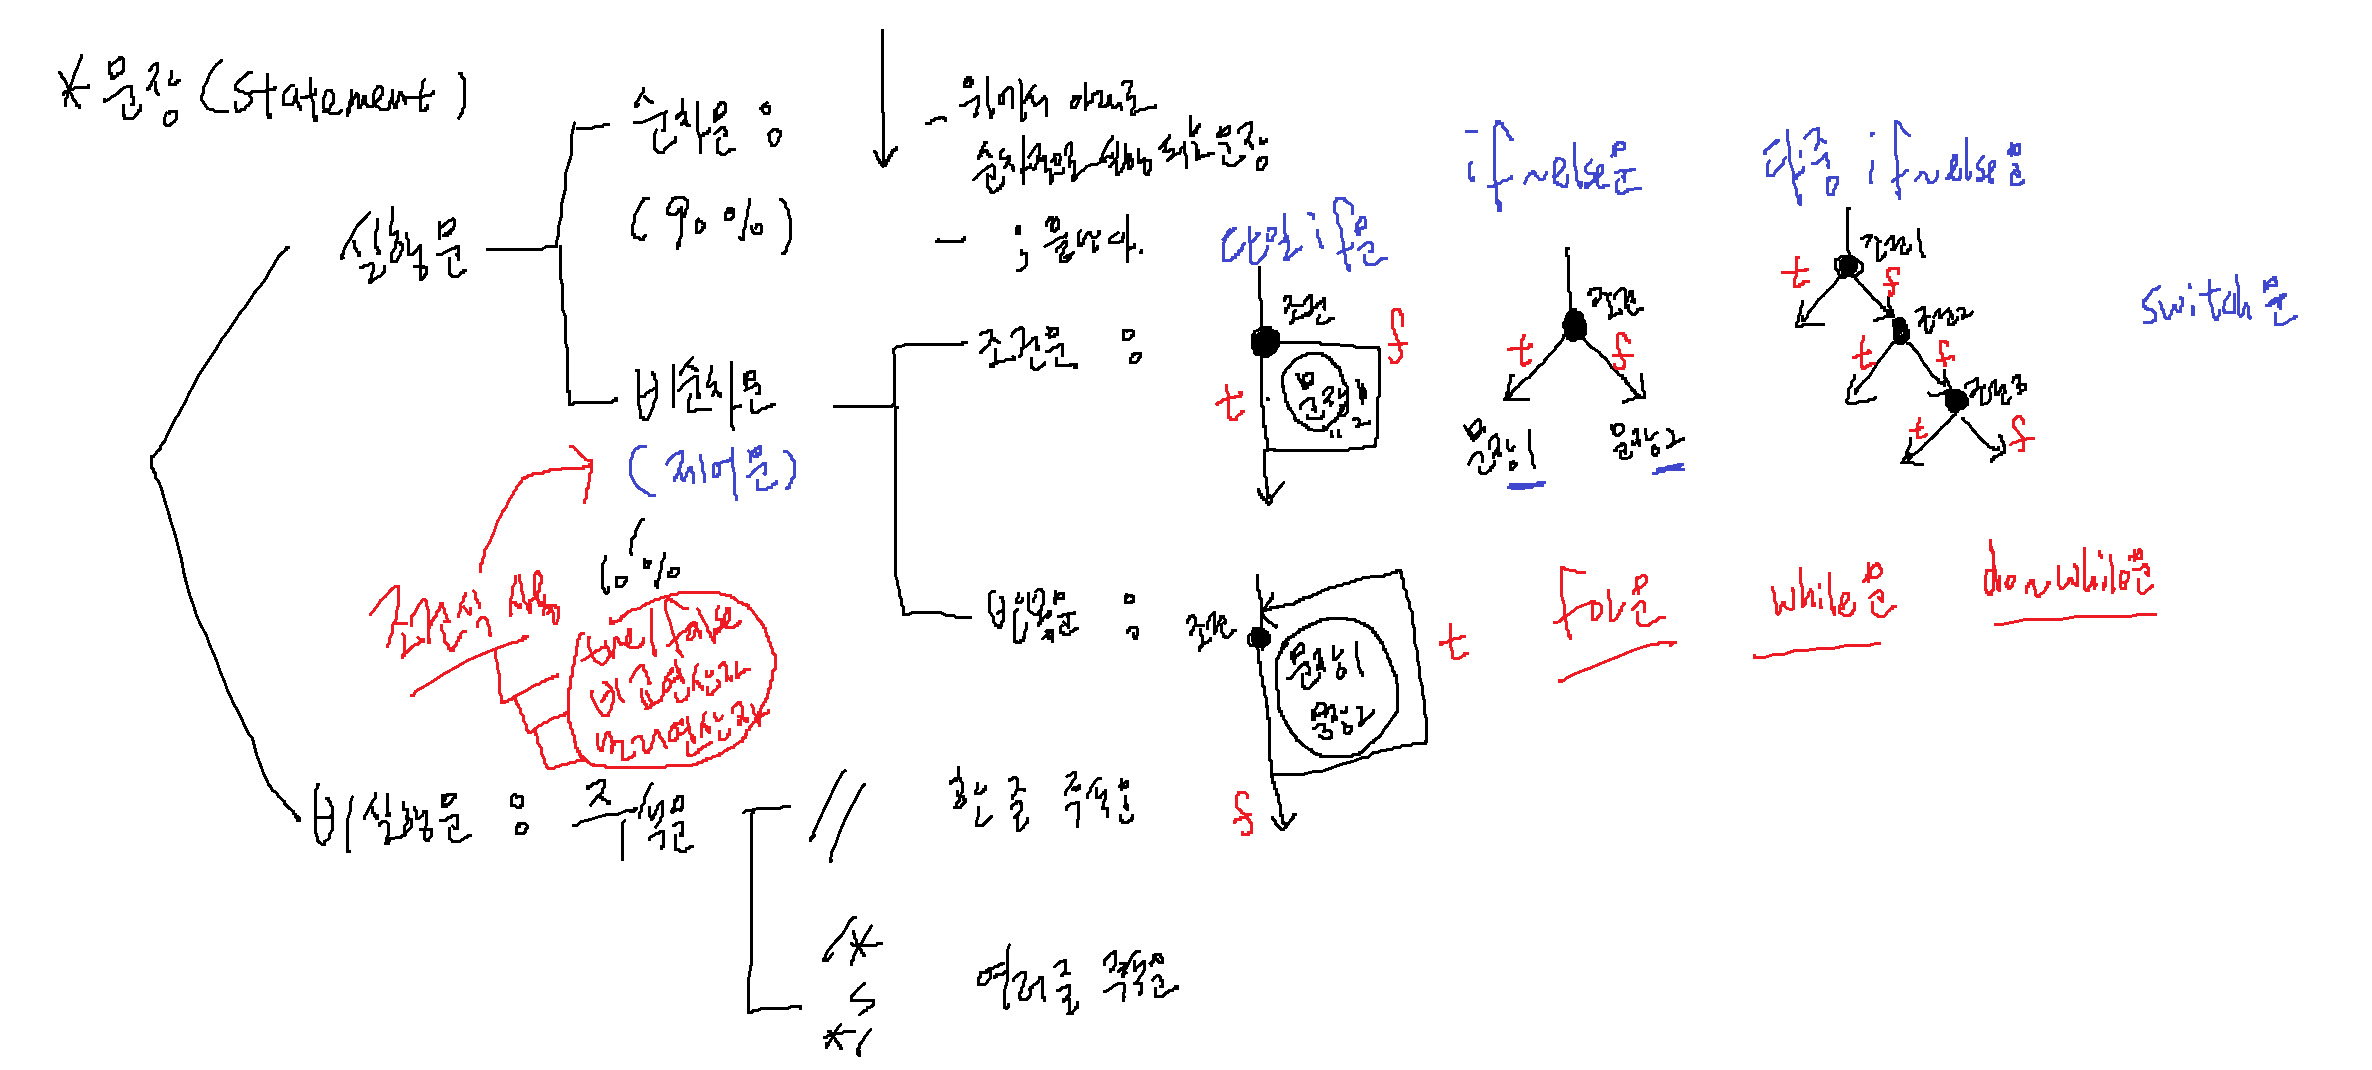 * 문장 (Statement)
실행문
순차문 :
(90%)
- 위에서 아래로
순차적으로 실행 되는 문장
- ; 을 넣는다.
비순차문
(제어문)
10%
조건식 사용
true/false
비교연산자
논리연산자
조건문 :
단일 if문
조건
t
f
문장1
" 2
if~else문
조건
t
f
문장1
문장2
다중 if~else문
조건1
t
f
조건2
t
f
조건3
t
f
switch문
반복문 :
조건
문장1
문장2
t
f
For문
while문
do~while문
비실행문 : 주석문
//
한 줄 주석문
/*
s
*/
여러줄 주석문